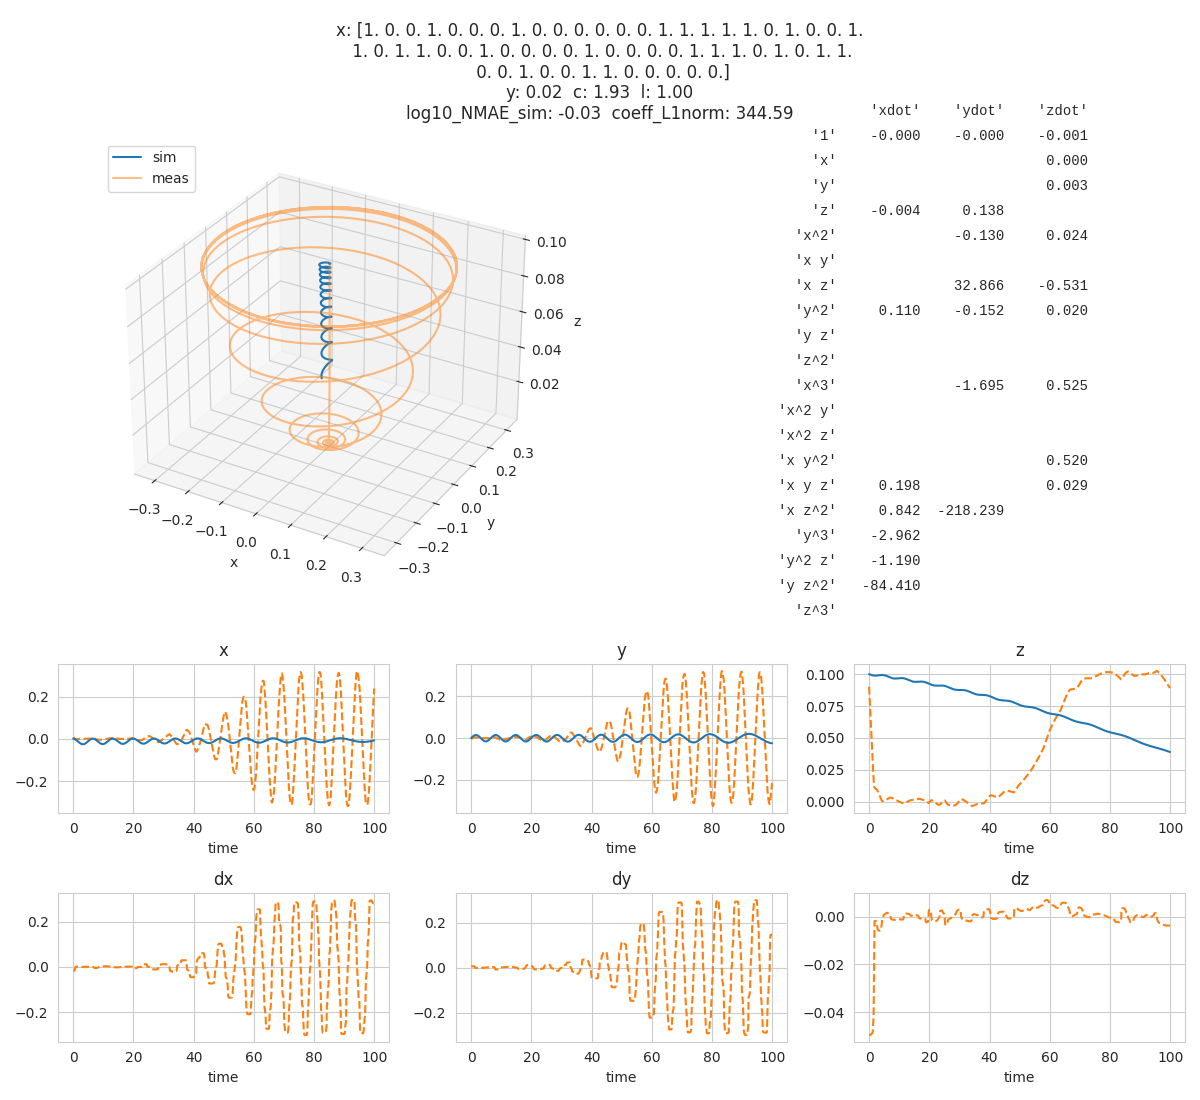 x: [1. 0. 0. 1. 0. 0. 0. 1. 0. 0. 0. 0. 0. 0. 1. 1. 1. 1. 1. 0. 1. 0. 0. 1.
1. 0. 1. 1. 0. 0. 1. 0. 0. 0. 0. 1. 0. 0. 0. 0. 1. 1. 1. 0. 1. 0. 1. 1.
0. 0. 1. 0. 0. 1. 1. 0. 0. 0. 0. 0.]
y: 0.02 c: 1.93 l: 1.00
log10_NMAE_sim: -0.03 coeff_L1norm: 344.59
'xdot' 'ydot' 'zdot'
'1' -0.000 -0.000 -0.001
'x' 0.000
'y' 0.003
'z' -0.004 0.138
'x^2' -0.130 0.024
'x y'
'x z' 32.866 -0.531
'y^2' 0.110 -0.152 0.020
'y z'
'z^2'
'x^3' -1.695 0.525
'x^2 y'
'x^2 z'
'x y^2' 0.520
'x y z' 0.198 0.029
'x z^2' 0.842 -218.239
'y^3' -2.962
'y^2 z' -1.190
'y z^2' -84.410
'z^3'
sim
meas
0.10
0.08
0.06
z
0.04
0.02
−0.3 −0.2 −0.1 0.0 0.1 0.2 0.3
x
0.3
0.2
0.1
0.0
−0.1
−0.2
−0.3
y
x
0.2
0.0
−0.2
0 20 40 60 80 100
time
y
0.2
0.0
−0.2
0 20 40 60 80 100
time
z
0.100
0.075
0.050
0.025
0.000
0 20 40 60 80 100
time
dx
0.2
0.0
−0.2
0 20 40 60 80 100
time
dy
0.2
0.0
−0.2
0 20 40 60 80 100
time
dz
0.00
−0.02
−0.04
0 20 40 60 80 100
time